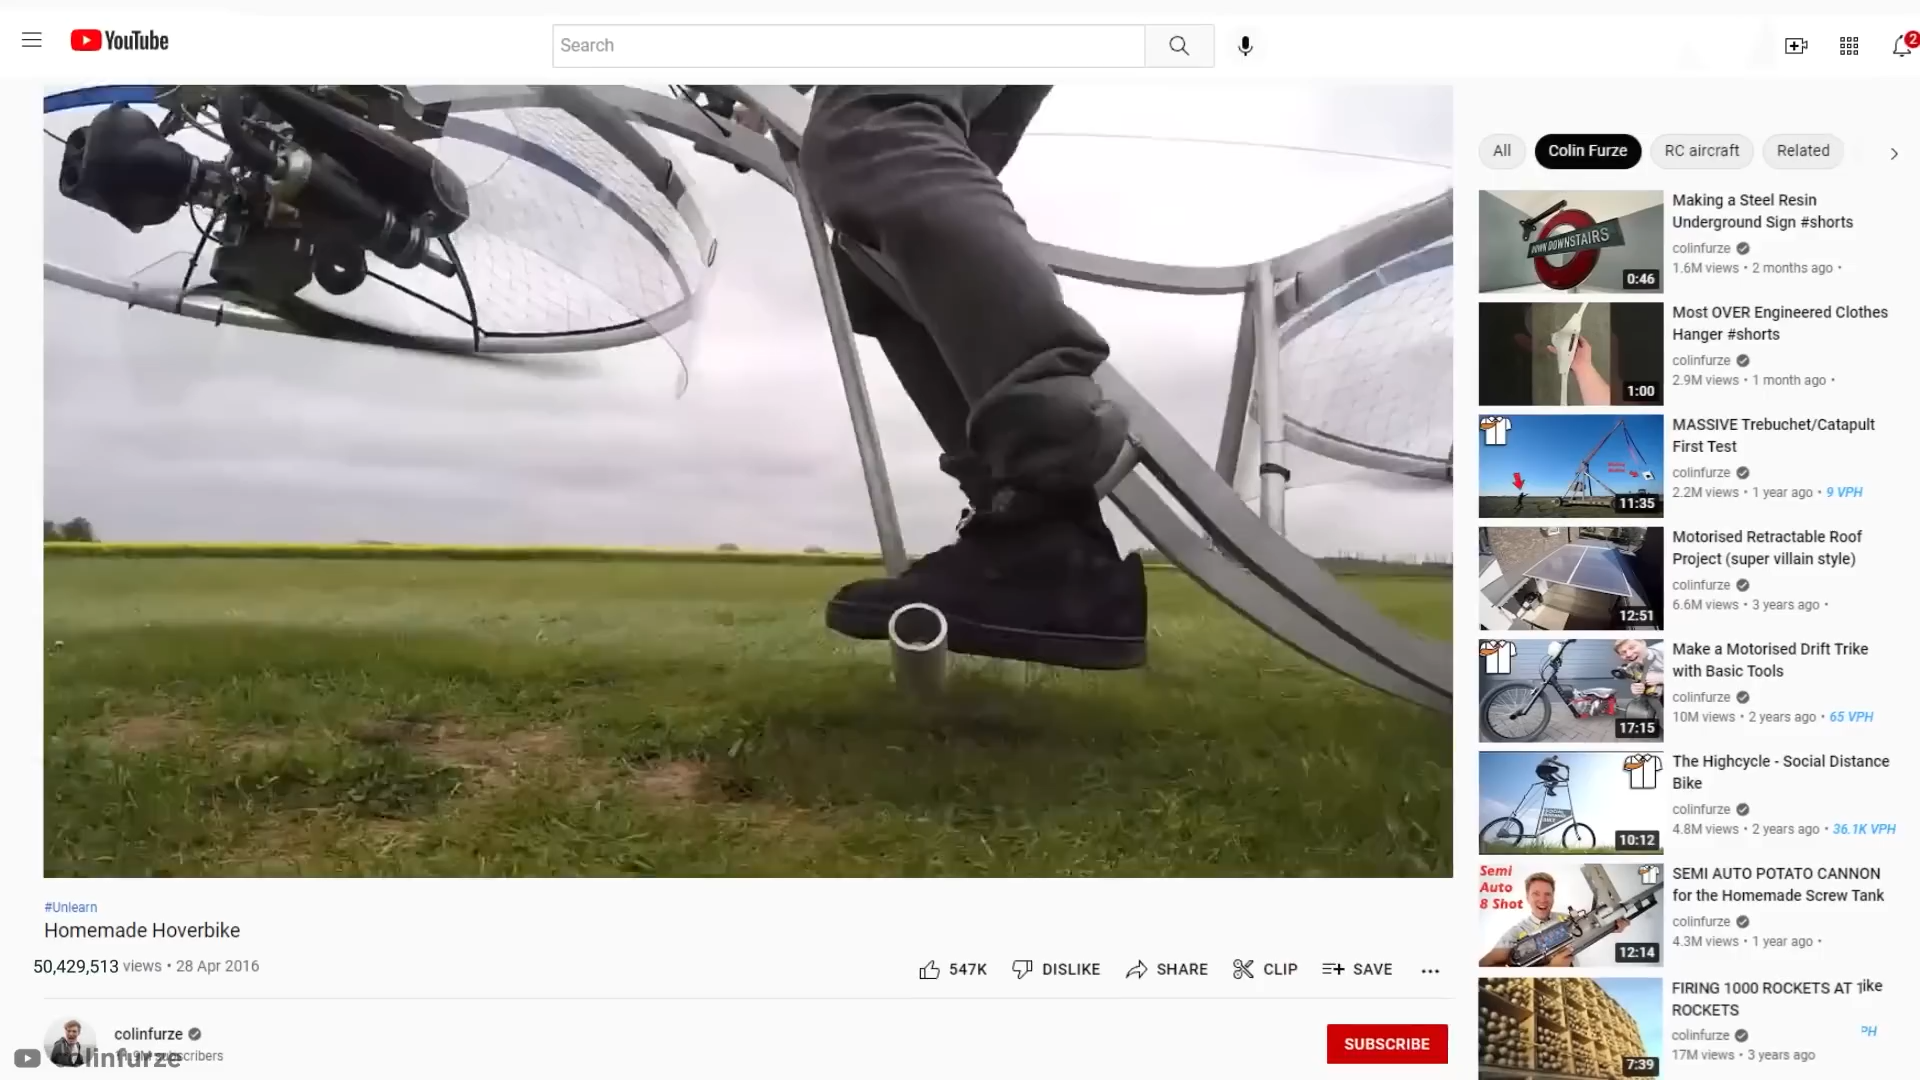 YouTube
Search
2
All
Colin Furze
RC aircraft
Related
DOWN DOWNSTAIRS
0:46
Making a Steel Resin
Underground Sign #shorts
colinfurze
1.6M views • 2 months ago •
1:00
Most OVER Engineered Clothes
Hanger #shorts
colinfurze
2.9M views • 1 month ago •
11:35
MASSIVE Trebuchet/Catapult
First Test
colinfurze
2.2M views • 1 year ago • 9 VPH
12:51
Motorised Retractable Roof
Project (super villain style)
colinfurze
6.6M views • 3 years ago •
17:15
Make a Motorised Drift Trike
with Basic Tools
colinfurze
10M views • 2 years ago • 65 VPH
10:12
The Highcycle - Social Distance
Bike
colinfurze
4.8M views • 2 years ago • 36.1K VPH
Semi
Auto
8 Shot
12:14
SEMI AUTO POTATO CANNON
for the Homemade Screw Tank
colinfurze
4.3M views • 1 year ago •
7:39
FIRING 1000 ROCKETS AT 1ike
ROCKETS
colinfurze
PH
17M views • 3 years ago
#Unlearn
Homemade Hoverbike
50,429,513 views • 28 Apr 2016
547K
DISLIKE
SHARE
CLIP
SAVE
colinfurze
subscribers
colinfurze
SUBSCRIBE